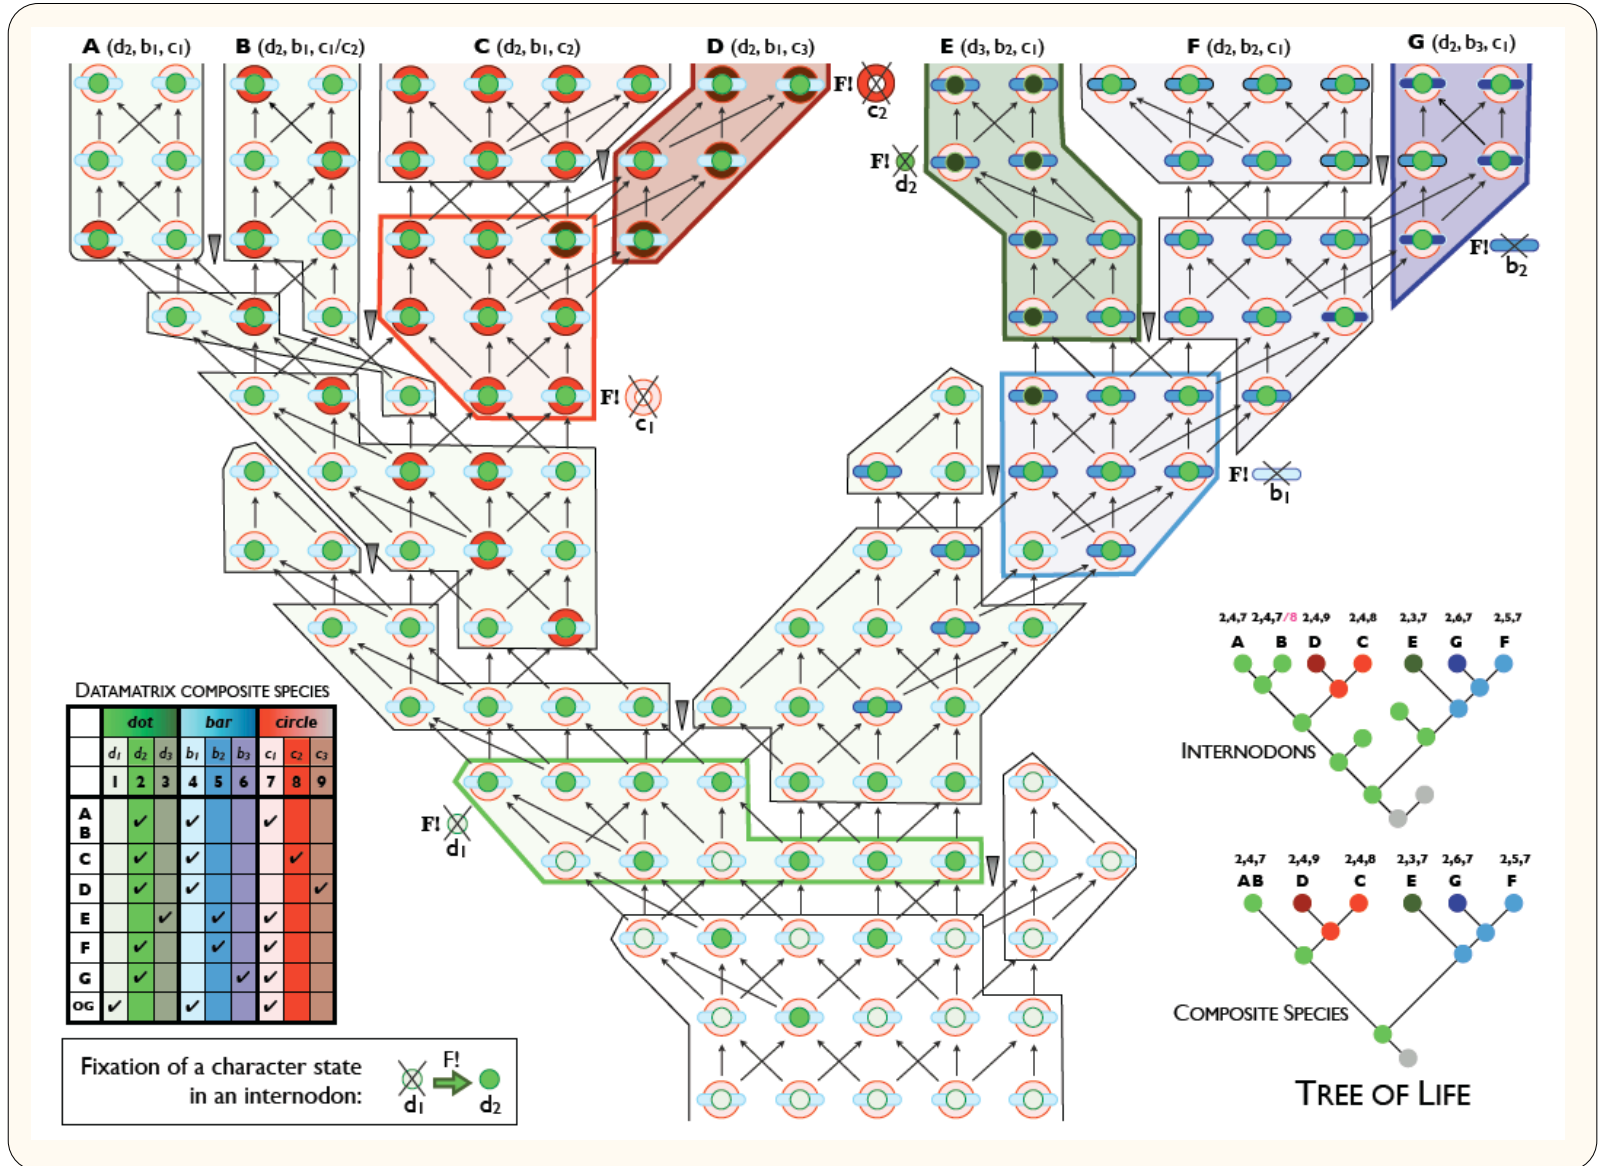 A (d2, b1, c1)
B (d2, b1, c1/c2)
C (d2, b1, c2)
D (d2, b1, c3)
E (d3, b2, c1)
F (d2, b2, c1)
G (d2, b3, c1)
F!
c2
F!
d2
F!
b2
F!
c1
F!
b1
F!
d1
DATAMATRIX COMPOSITE SPECIES
dot bar circle
d1 d2 d3 b1 b2 b3 c1 c2 c3
1 2 3 4 5 6 7 8 9
A ✓ ✓ ✓
B
C ✓ ✓ ✓
D ✓ ✓ ✓
E ✓ ✓ ✓
F ✓ ✓ ✓
G ✓ ✓ ✓
OG ✓ ✓ ✓
Fixation of a character state
in an internodon:
F!
d1 d2
2,4,7 2,4,7/8 2,4,9 2,4,8 2,3,7 2,6,7 2,5,7
A B D C E G F
INTERNODONS
2,4,7 2,4,9 2,4,8 2,3,7 2,6,7 2,5,7
AB D C E G F
COMPOSITE SPECIES
TREE OF LIFE